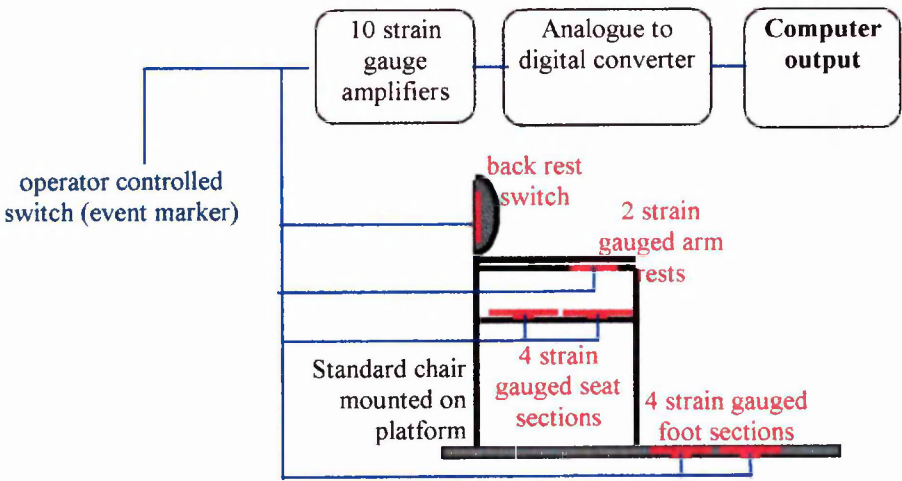 10 strain
gauge
amplifiers
Analogue to
digital converter
Computer
output
operator controlled
switch (event marker)
back rest
switch
2 strain
gauged arm
rests
Standard chair
mounted on
platform
4 strain
gauged seat
sections
4 strain gauged
foot sections